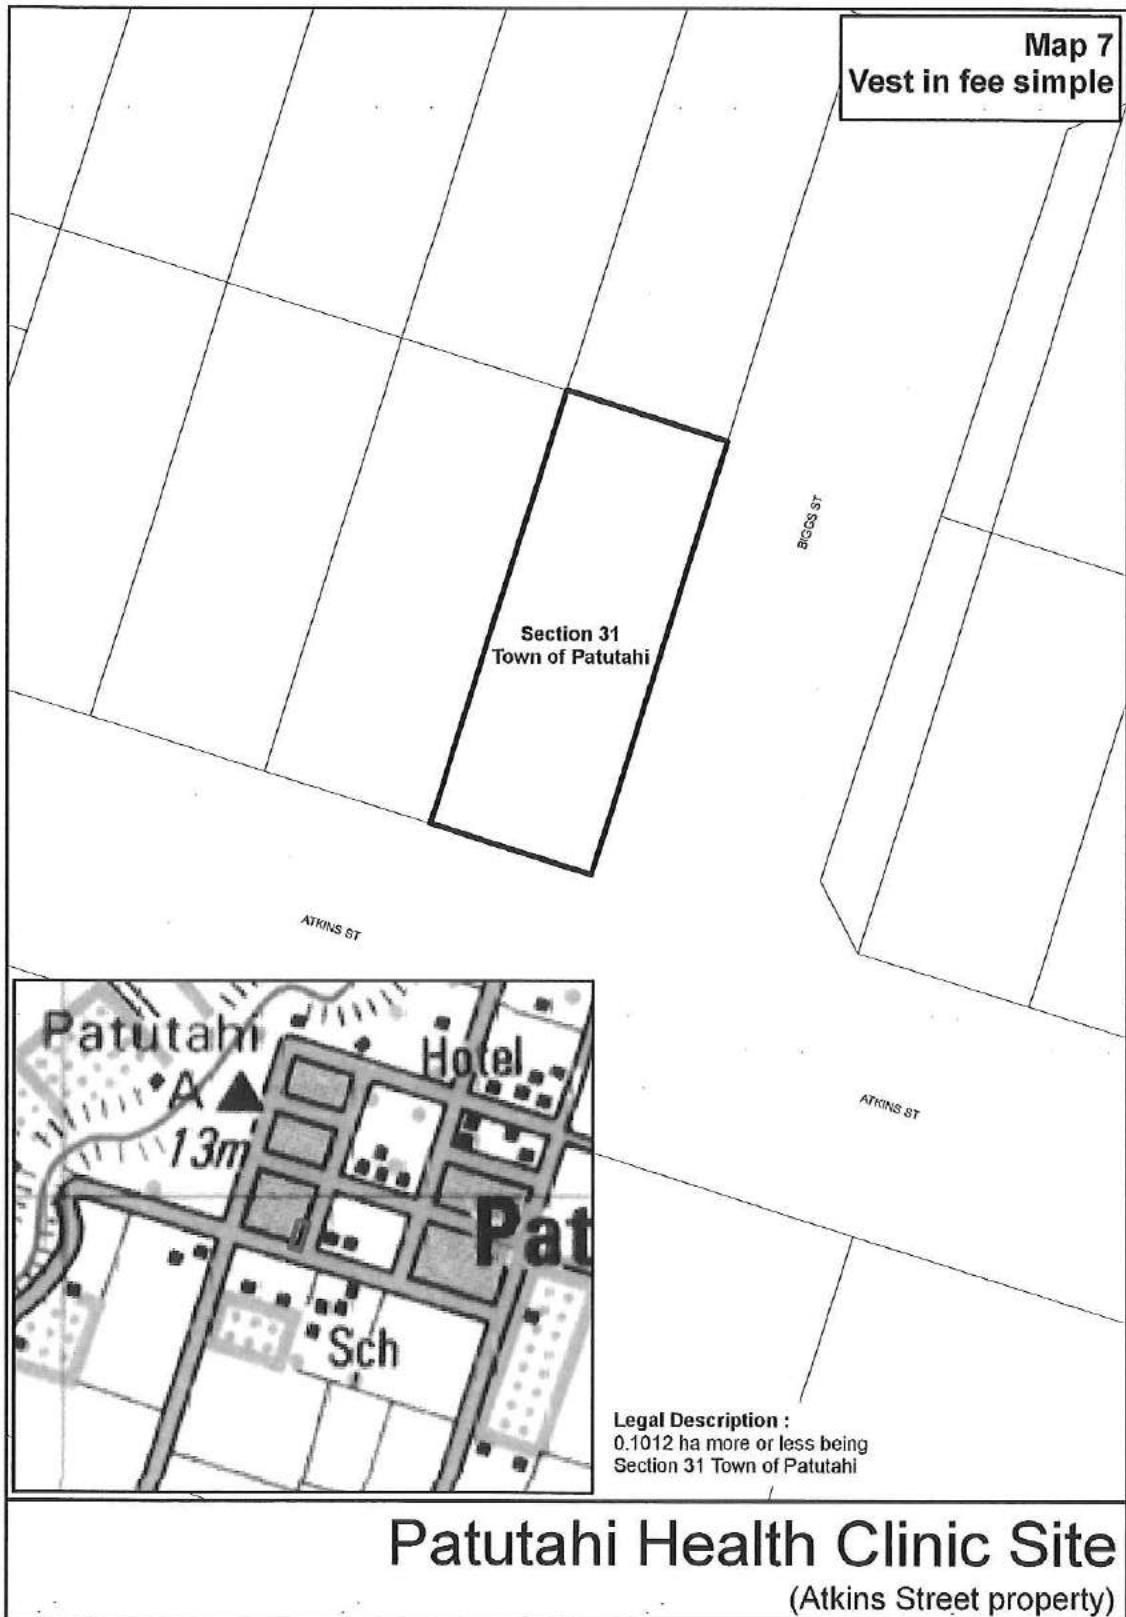 Map 7
Vest in fee simple
BIGGS ST
Section 31
Town of Patutahi
ATKINS ST
Patutahi
Hotel
A
13m
ATKINS ST
Pat
Sch
Legal Description :
0.1012 ha more or less being
Section 31 Town of Patutahi
Patutahi Health Clinic Site
(Atkins Street property)